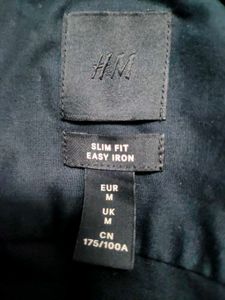 H&M
SLIM FIT
EASY IRON
EUR
M
UK
M
CN
175/100A